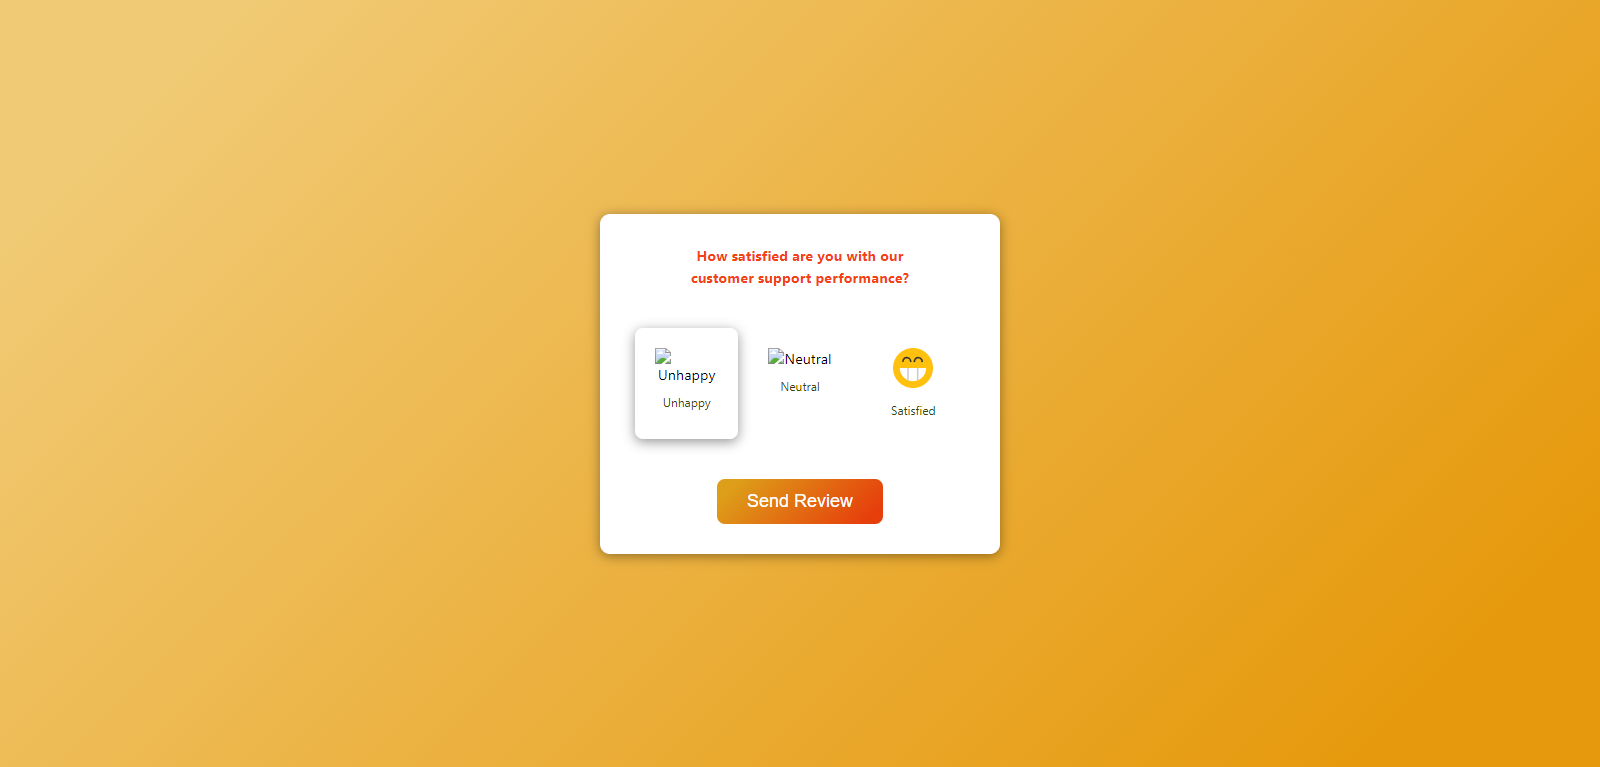 How satisfied are you with our
customer support performance?
Unhappy
Neutral
Unhappy
Neutral
Satisfied
Send Review